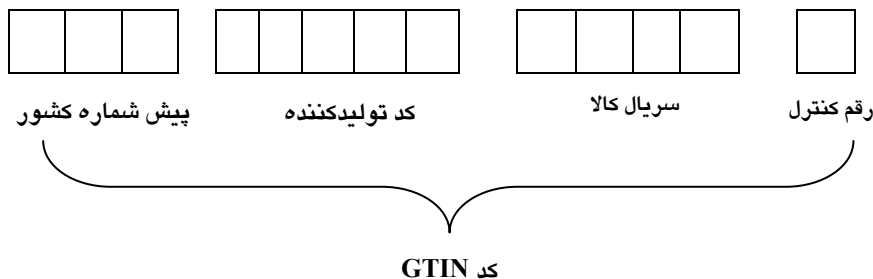 پیش شماره کشور
کد تولیدکننده
سریال کالا
رقم کنترل
کد GTIN